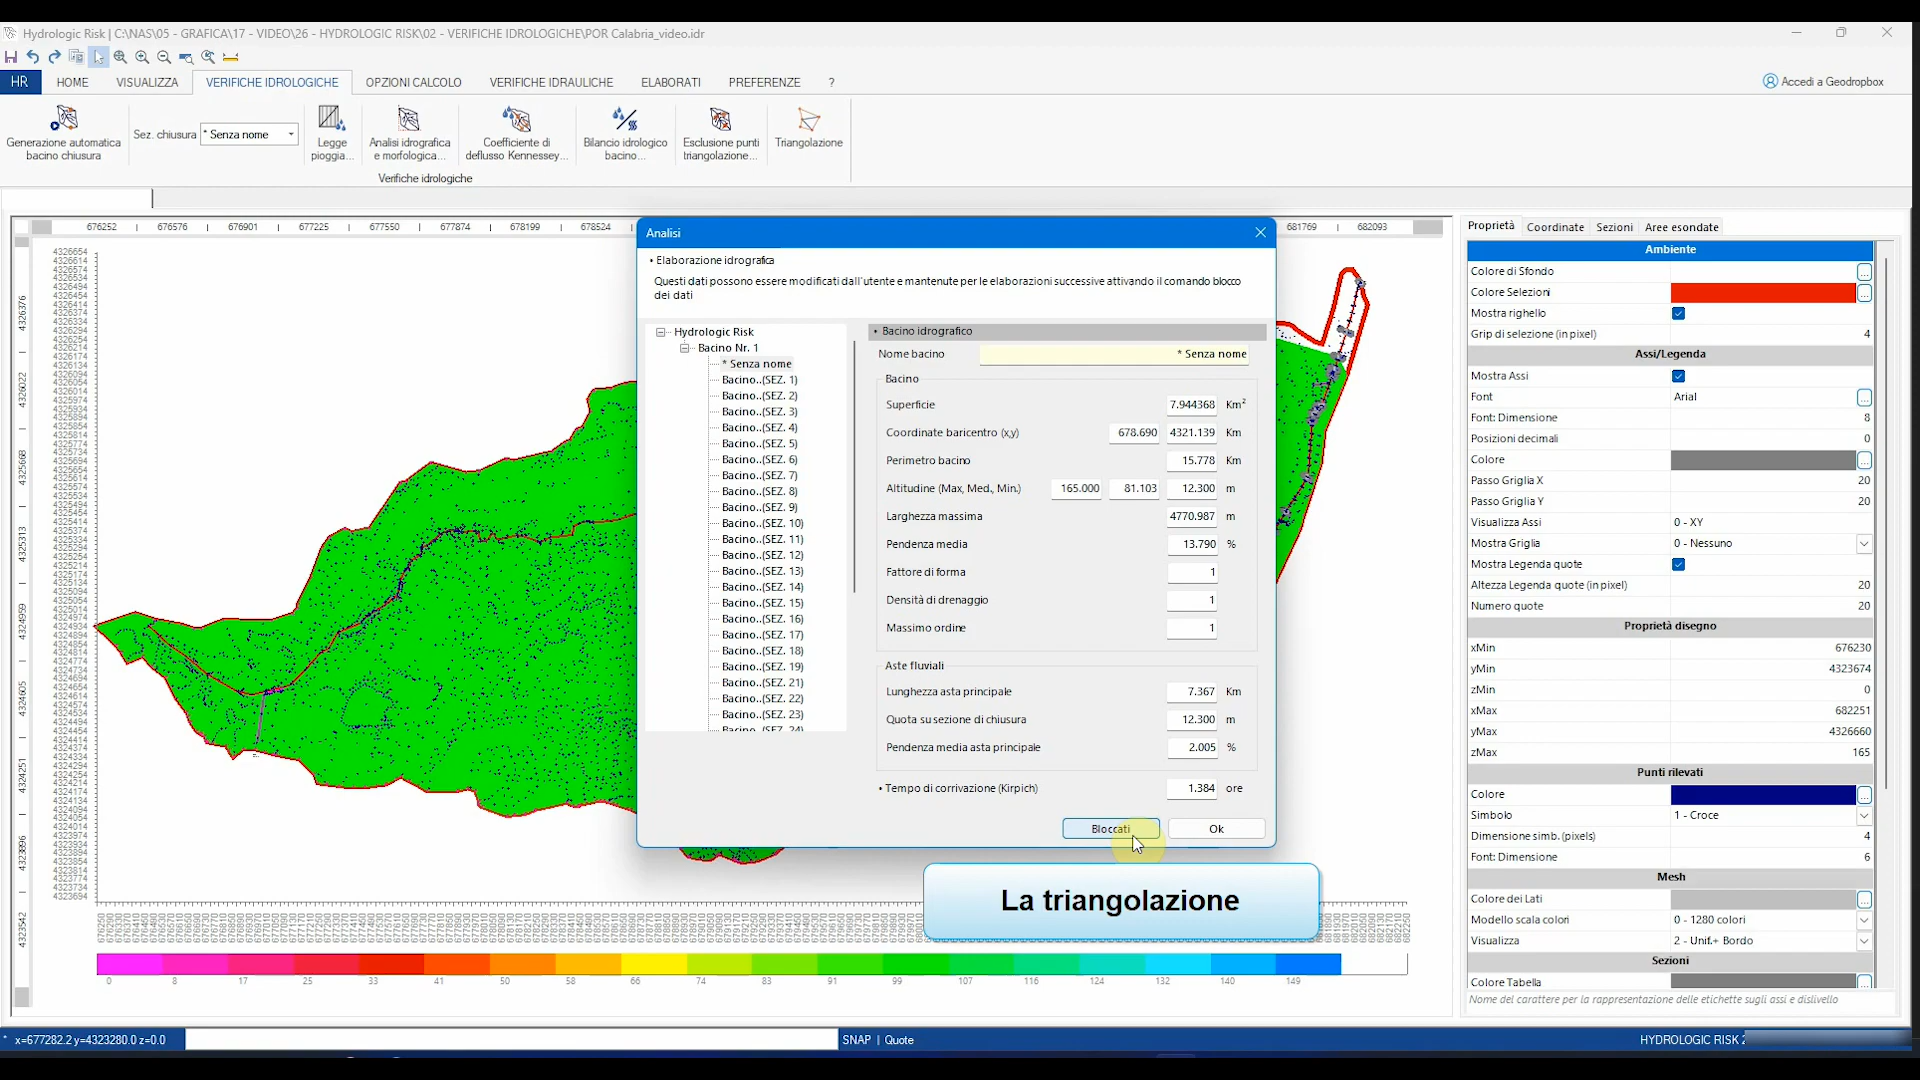 Hydrologic Risk | C:\NAS\05 - GRAFICA\17 - VIDEO\26 - HYDROLOGIC RISK\02 - VERIFICHE IDROLOGICHE\POR Calabria_video.idr
HR HOME VISUALIZZA VERIFICHE IDROLOGICHE OPZIONI CALCOLO VERIFICHE IDRAULICHE ELABORATI PREFERENZE ? Accedi a Geodropbox
Generazione automatica
bacino chiusura
Sez. chiusura * Senza nome
Legge
pioggia...
Analisi idrografica
e morfologica...
Coefficiente di
deflusso Kennessey...
Bilancio idrologico
bacino...
Esclusione punti
triangolazione...
Triangolazione
Verifiche idrologiche
676252 676576 676901 677225 677550 677874 678199 678524 681769 682093
Analisi
• Elaborazione idrografica
Questi dati possono essere modificati dall'utente e mantenute per le elaborazioni successive attivando il comando blocco
dei dati
Hydrologic Risk
Bacino Nr. 1
* Senza nome
Bacino..(SEZ. 1)
Bacino..(SEZ. 2)
Bacino..(SEZ. 3)
Bacino..(SEZ. 4)
Bacino..(SEZ. 5)
Bacino..(SEZ. 6)
Bacino..(SEZ. 7)
Bacino..(SEZ. 8)
Bacino..(SEZ. 9)
Bacino..(SEZ. 10)
Bacino..(SEZ. 11)
Bacino..(SEZ. 12)
Bacino..(SEZ. 13)
Bacino..(SEZ. 14)
Bacino..(SEZ. 15)
Bacino..(SEZ. 16)
Bacino..(SEZ. 17)
Bacino..(SEZ. 18)
Bacino..(SEZ. 19)
Bacino..(SEZ. 21)
Bacino..(SEZ. 22)
Bacino..(SEZ. 23)
Bacino..(SEZ. 24)
• Bacino idrografico
Nome bacino * Senza nome
Bacino
Superficie 7.944368 Km²
Coordinate baricentro (x,y) 678.690 4321.139 Km
Perimetro bacino 15.778 Km
Altitudine (Max, Med., Min.) 165.000 81.103 12.300 m
Larghezza massima 4770.987 m
Pendenza media 13.790 %
Fattore di forma 1
Densità di drenaggio 1
Massimo ordine 1
Aste fluviali
Lunghezza asta principale 7.367 Km
Quota su sezione di chiusura 12.300 m
Pendenza media asta principale 2.005 %
• Tempo di corrivazione (Kirpich) 1.384 ore
Bloccati Ok
La triangolazione
Proprietà Coordinate Sezioni Aree esondate
Ambiente
Colore di Sfondo ...
Colore Selezioni ...
Mostra righello
Grip di selezione (in pixel) 4
Assi/Legenda
Mostra Assi
Font Arial ...
Font: Dimensione 8
Posizioni decimali 0
Colore ...
Passo Griglia X 20
Passo Griglia Y 20
Visualizza Assi 0 - XY
Mostra Griglia 0 - Nessuno
Mostra Legenda quote
Altezza Legenda quote (in pixel) 20
Numero quote 20
Proprietà disegno
xMin 676230
yMin 4323674
zMin 0
xMax 682251
yMax 4326660
zMax 165
Punti rilevati
Colore ...
Simbolo 1 - Croce
Dimensione simb. (pixels) 4
Font: Dimensione 6
Mesh
Colore dei Lati ...
Modello scala colori 0 - 1280 colori
Visualizza 2 - Unif.+ Bordo
Sezioni
Colore Tabella ...
Nome del carattere per la rappresentazione delle etichette sugli assi e dislivello
0 8 17 25 33 41 50 58 66 74 83 91 99 107 116 124 132 140 149
* x=677282.2 y=4323280.0 z=0.0 SNAP | Quote HYDROLOGIC RISK